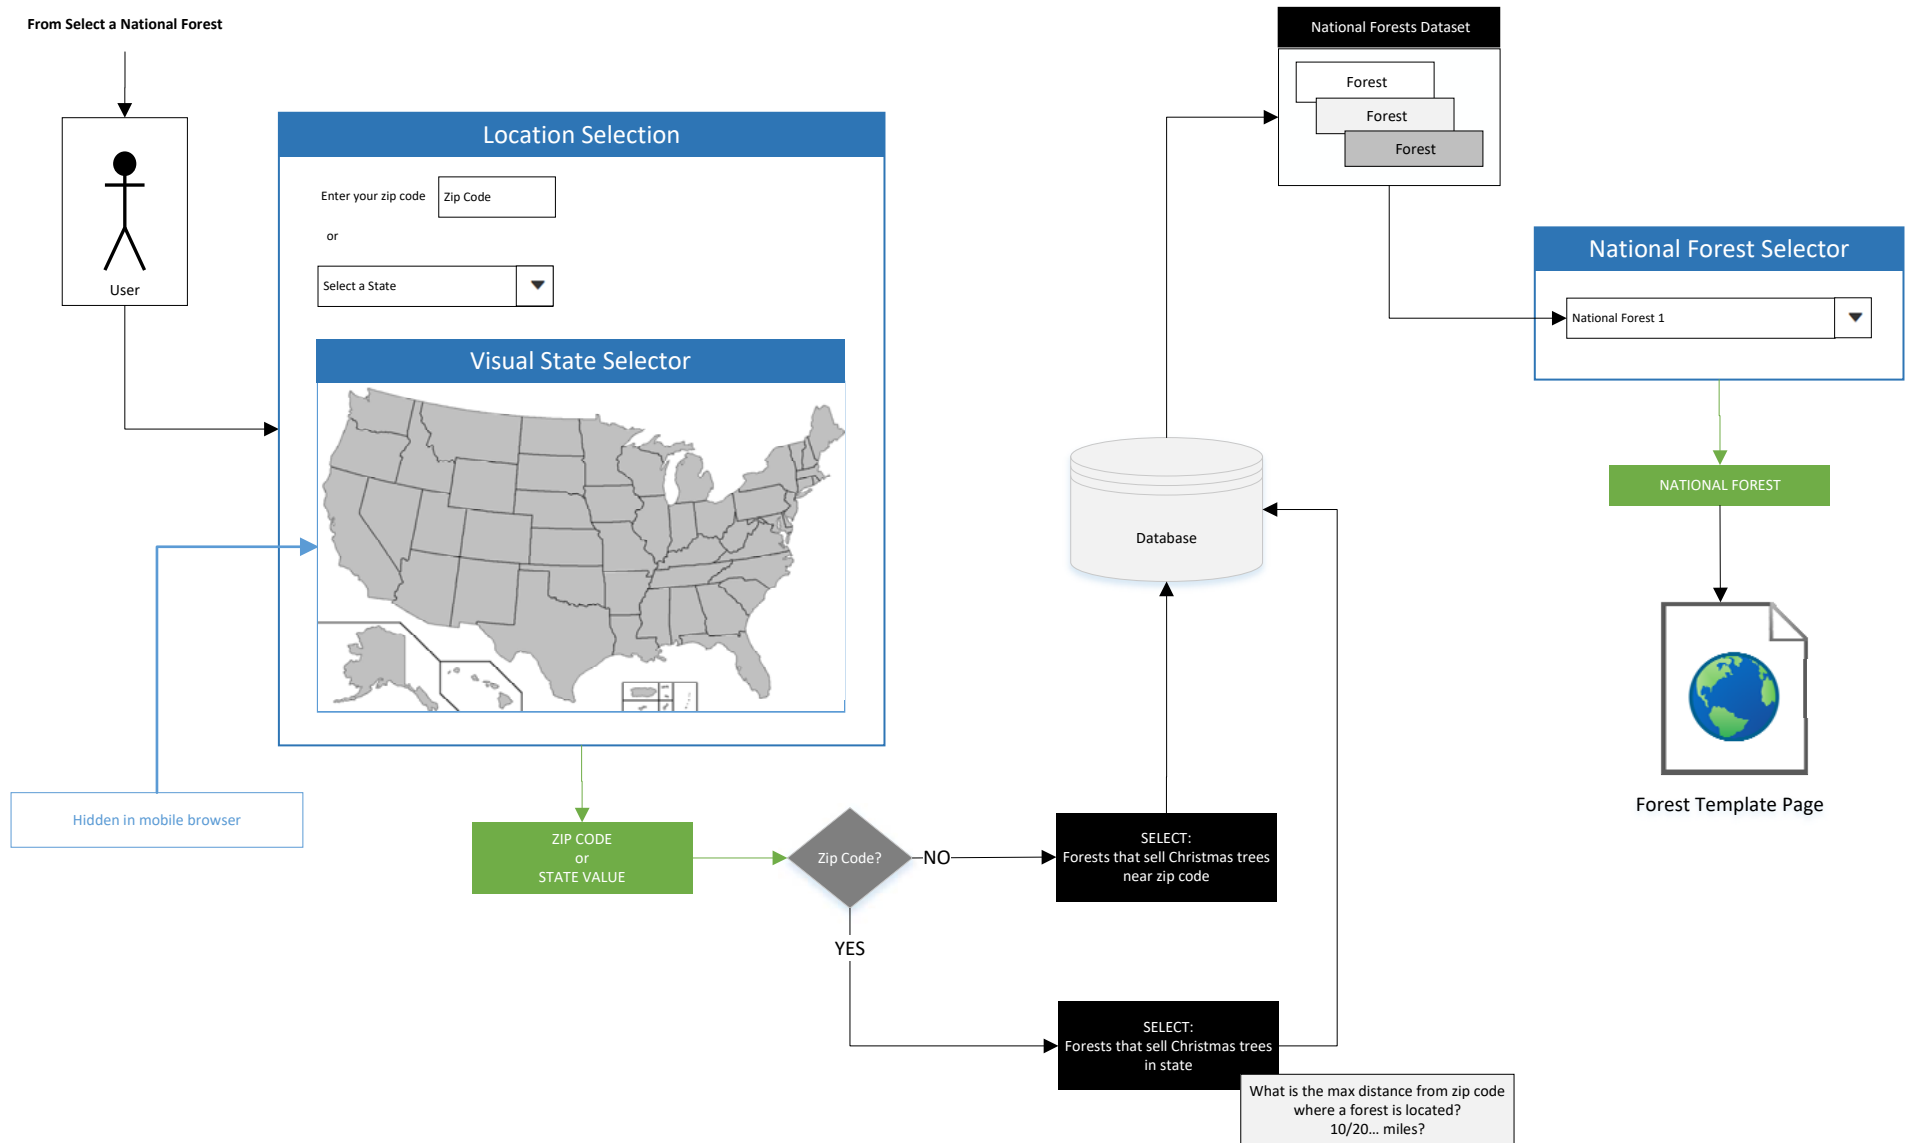 From Select a National Forest
User
Location Selection
Enter your zip code
Zip Code
or
Select a State
Visual State Selector
Hidden in mobile browser
ZIP CODE
or
STATE VALUE
Zip Code?
NO
YES
SELECT:
Forests that sell Christmas trees
near zip code
SELECT:
Forests that sell Christmas trees
in state
What is the max distance from zip code
where a forest is located?
10/20... miles?
Database
National Forests Dataset
Forest
Forest
Forest
National Forest Selector
National Forest 1
NATIONAL FOREST
Forest Template Page